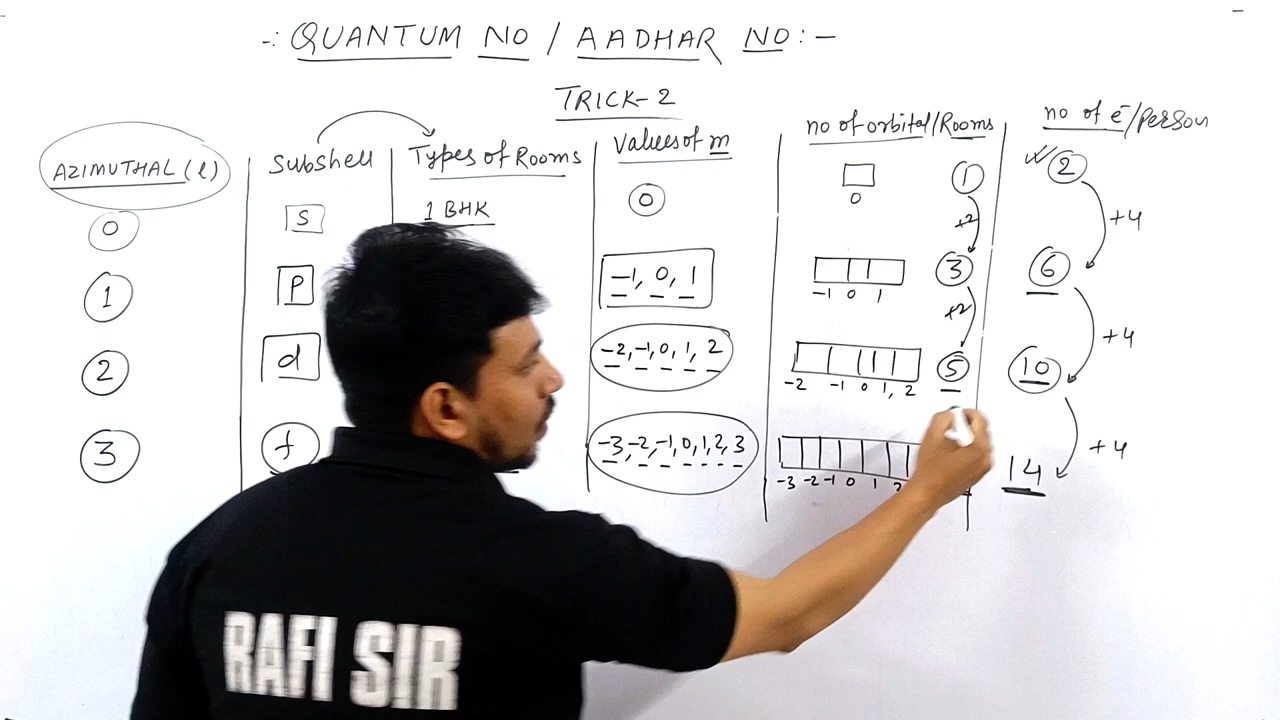 -: QUANTUM NO / AADHAR NO :-
TRICK-2
AZIMUTHAL (l) Subshell Types of Rooms Values of m no of orbital/Rooms no of e-/Person
0 S 1 BHK 0 0 1 2
+2 +4
1 P -1, 0, 1 -1 0 1 3 6
+2 +4
2 d -2,-1,0,1,2 -2 -1 0 1, 2 5 10
+4
3 f -3,-2,-1,0,1,2,3 -3 -2 -1 0 1 2 14
RAFI SIR